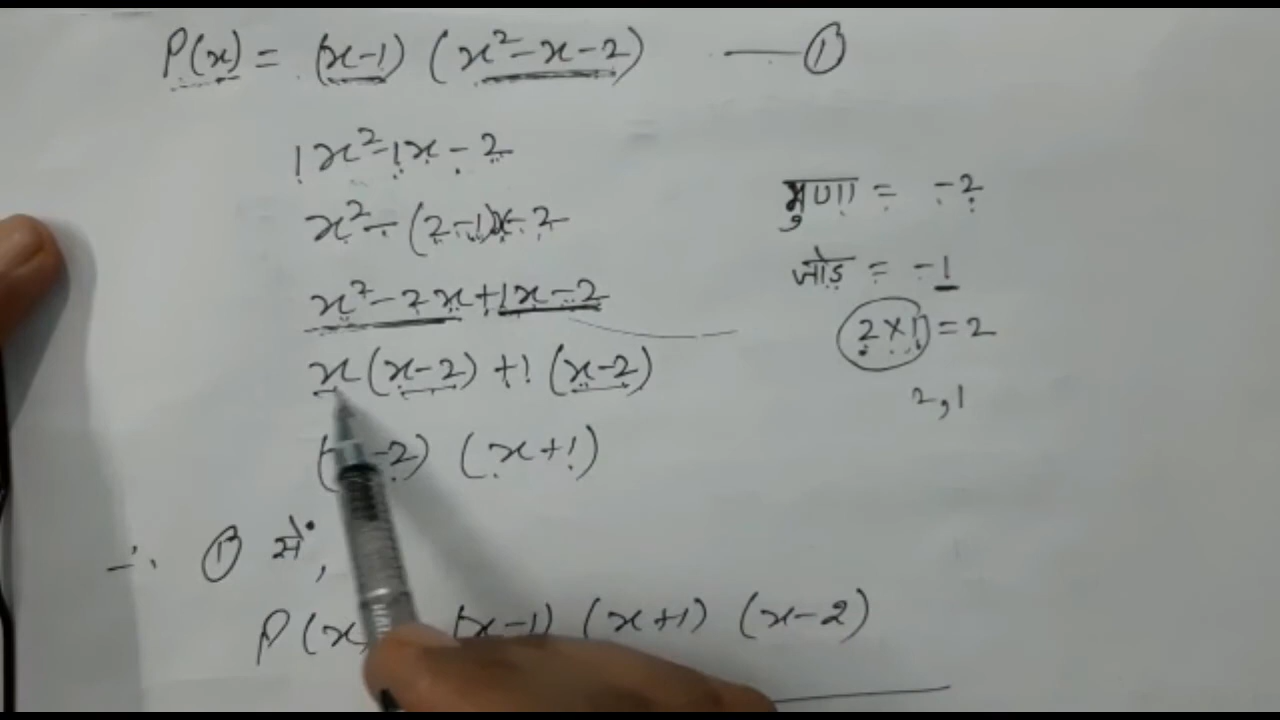 P(x) = (x-1) (x²-x-2) —— ①
1x²-1x-2
x²-(2-1)x-2
x²-2x+1x-2
x(x-2)+1(x-2)
-2) (x+1)
गुणा = -2
जोड = -1
2×1=2
2,1
∴ ① से,
P(x (x-1) (x+1) (x-2)